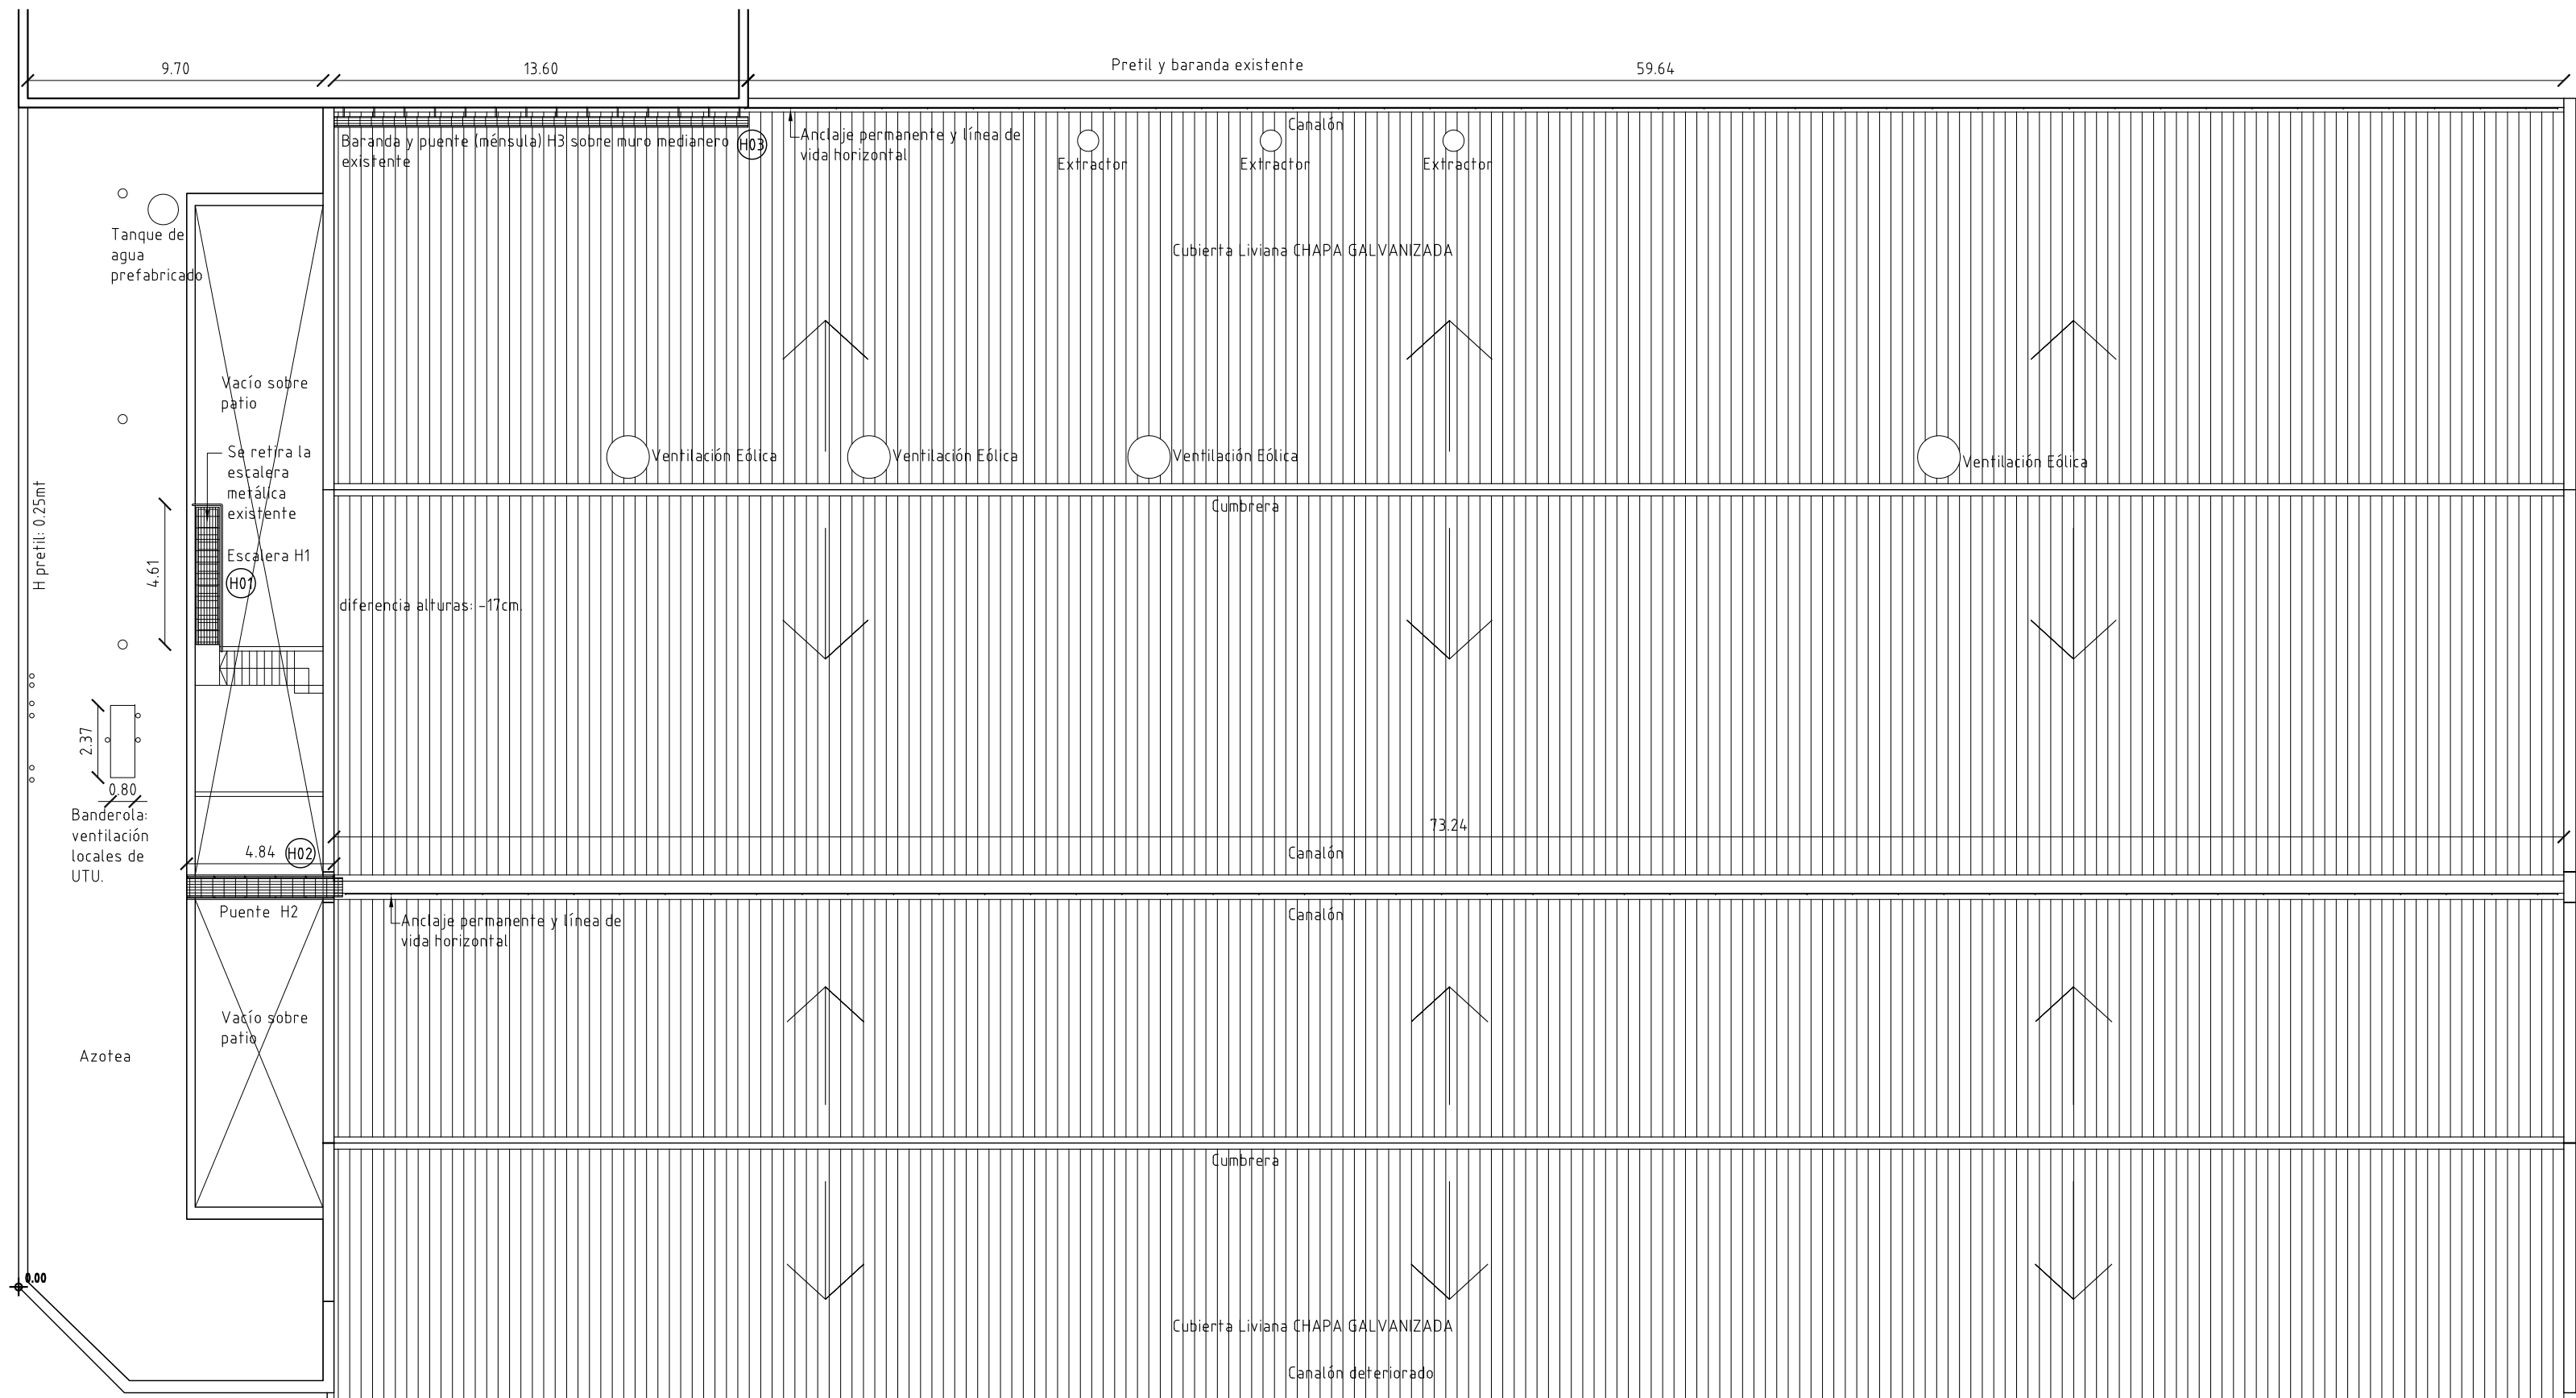 9.70
13.60
Pretil y baranda existente
59.64
Baranda y puente (ménsula) H3 sobre muro medianero
existente
H03
Anclaje permanente y línea de
vida horizontal
Canalón
Extractor
Extractor
Extractor
Tanque de
agua
prefabricado
Cubierta Liviana CHAPA GALVANIZADA
Vacío sobre
patio
Se retira la
escalera
metálica
existente
Ventilación Eólica
Ventilación Eólica
Ventilación Eólica
Ventilación Eólica
Cumbrera
H pretil: 0.25mt
4.61
Escalera H1
H01
diferencia alturas: -17cm.
2.37
0.80
Banderola:
ventilación
locales de
UTU.
73.24
4.84
H02
Canalón
Puente H2
Anclaje permanente y línea de
vida horizontal
Canalón
Vacío sobre
patio
Azotea
Cumbrera
0.00
Cubierta Liviana CHAPA GALVANIZADA
Canalón deteriorado